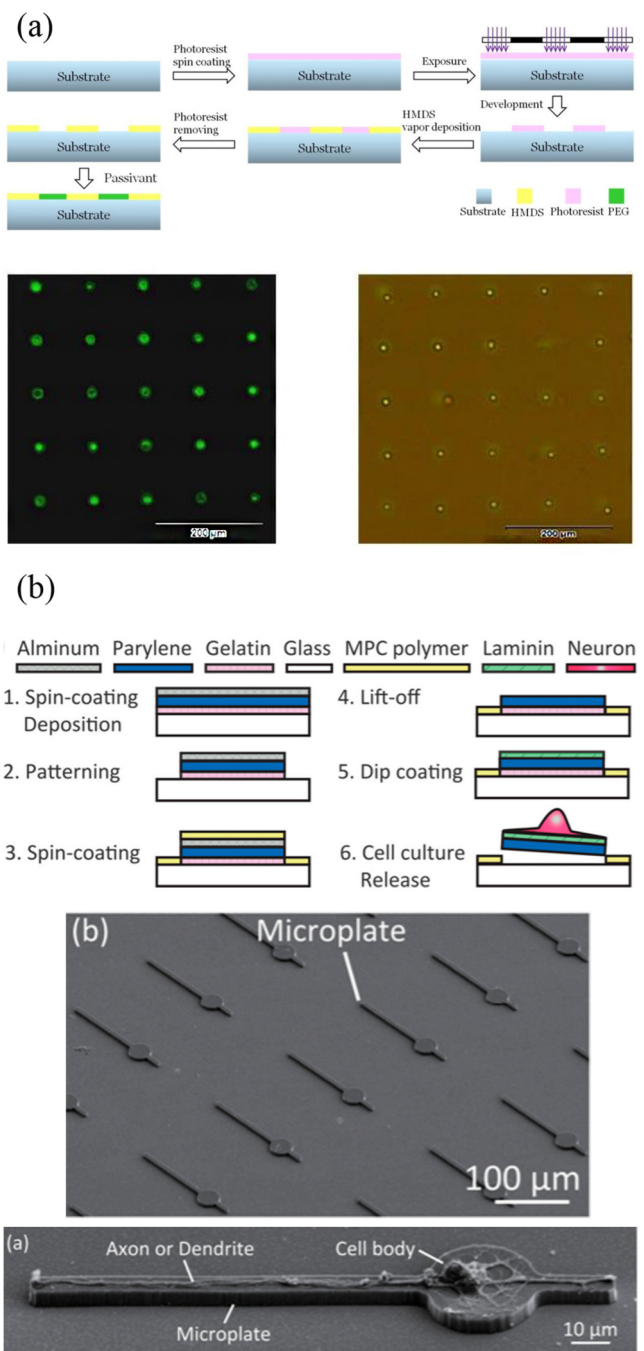 (a)
Photoresist
spin coating
Exposure
Substrate
Substrate
Substrate
Photoresist
removing
HMDS
vapor deposition
Development
Substrate
Substrate
Substrate
Passivant
Substrate
Substrate HMDS Photoresist PEG
200 µm
200 µm
(b)
Alminum Parylene Gelatin Glass MPC polymer Laminin Neuron
1. Spin-coating
Deposition
4. Lift-off
2. Patterning
5. Dip coating
3. Spin-coating
6. Cell culture
Release
(b)
Microplate
100 µm
(a)
Axon or Dendrite
Cell body
Microplate
10 µm